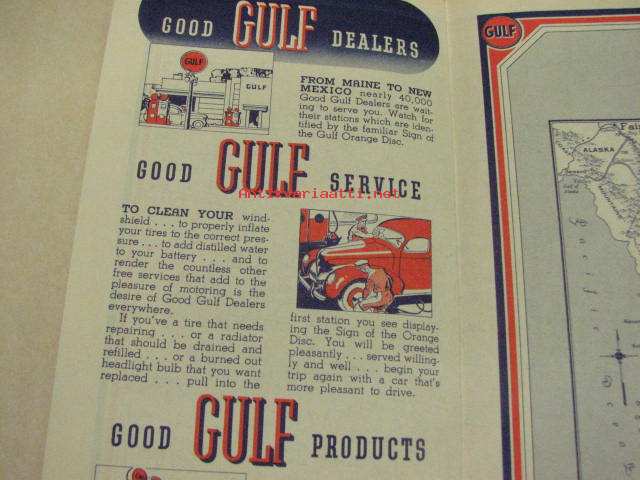 GOOD GULF DEALERS
GULF
GULF
FROM MAINE TO NEW
MEXICO nearly 40,000
Good Gulf Dealers are wait-
ing to serve you. Watch for
their stations which are iden-
tified by the familiar Sign of
the Gulf Orange Disc.
GOOD GULF SERVICE
Antikvariaatti.net
TO CLEAN YOUR wind-
shield . . . to properly inflate
your tires to the correct pres-
sure . . . to add distilled water
to your battery . . . and to
render the countless other
free services that add to the
pleasure of motoring is the
desire of Good Gulf Dealers
everywhere.
If you've a tire that needs
repairing . . . or a radiator
that should be drained and
refilled . . . or a burned out
headlight bulb that you want
replaced . . . pull into the
first station you see display-
ing the Sign of the Orange
Disc. You will be greeted
pleasantly . . . served willing-
ly and well . . . begin your
trip again with a car that's
more pleasant to drive.
GOOD GULF PRODUCTS
GULF
Fair
ALASKA
Pacific